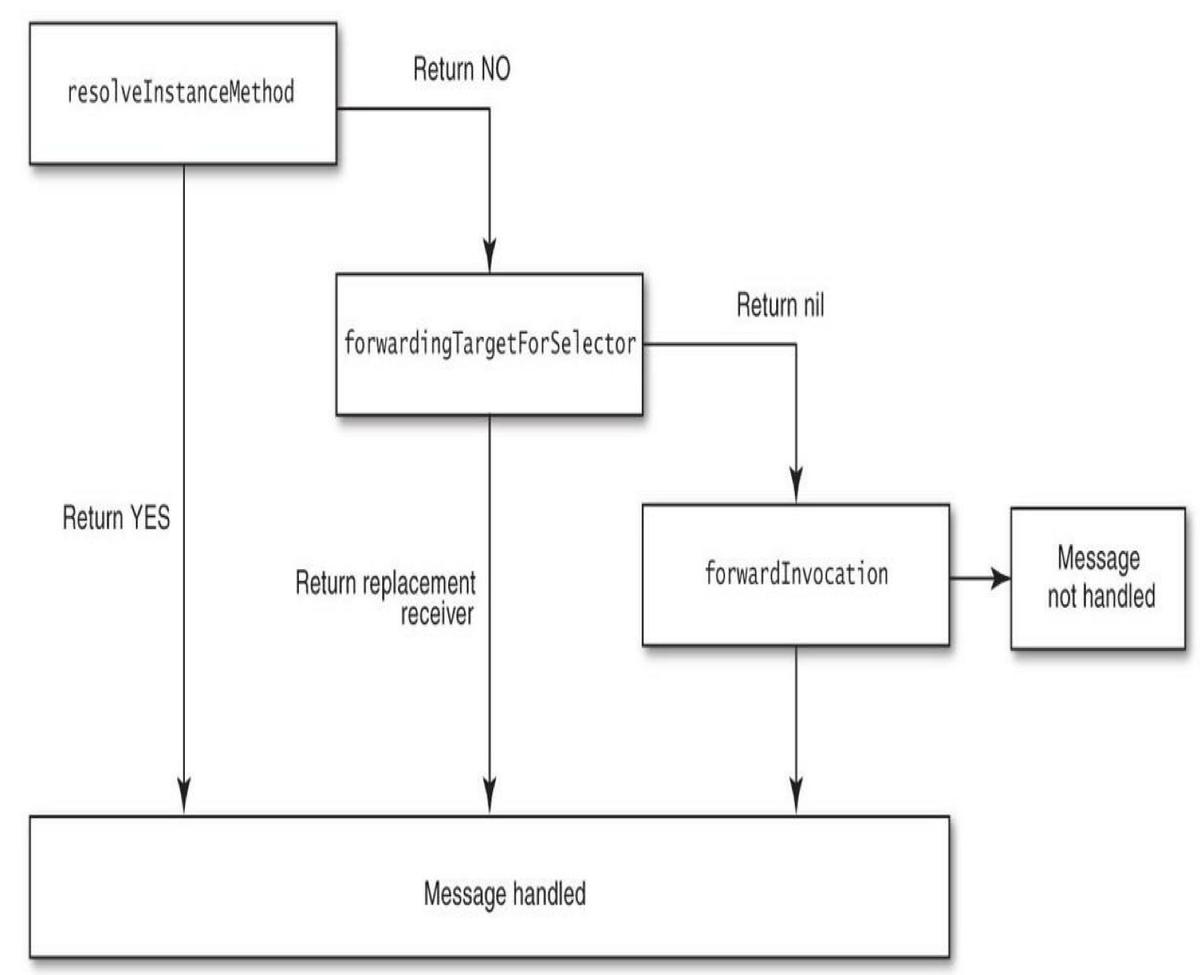 resolveInstanceMethod
Return NO
forwardingTargetForSelector
Return nil
Return YES
Return replacement
receiver
forwardInvocation
Message
not handled
Message handled